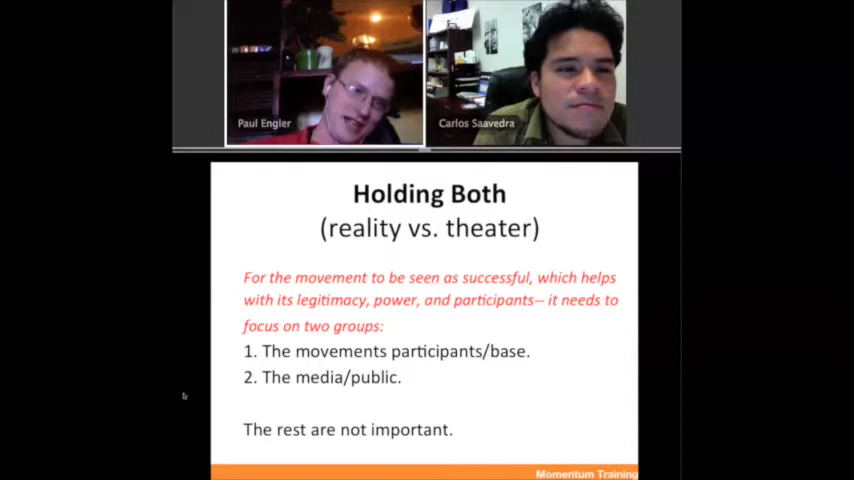 Paul Engler
Carlos Saavedra
Holding Both
(reality vs. theater)
For the movement to be seen as successful, which helps
with its legitimacy, power, and participants-- it needs to
focus on two groups:
1. The movements participants/base.
2. The media/public.
The rest are not important.
Momentum Training